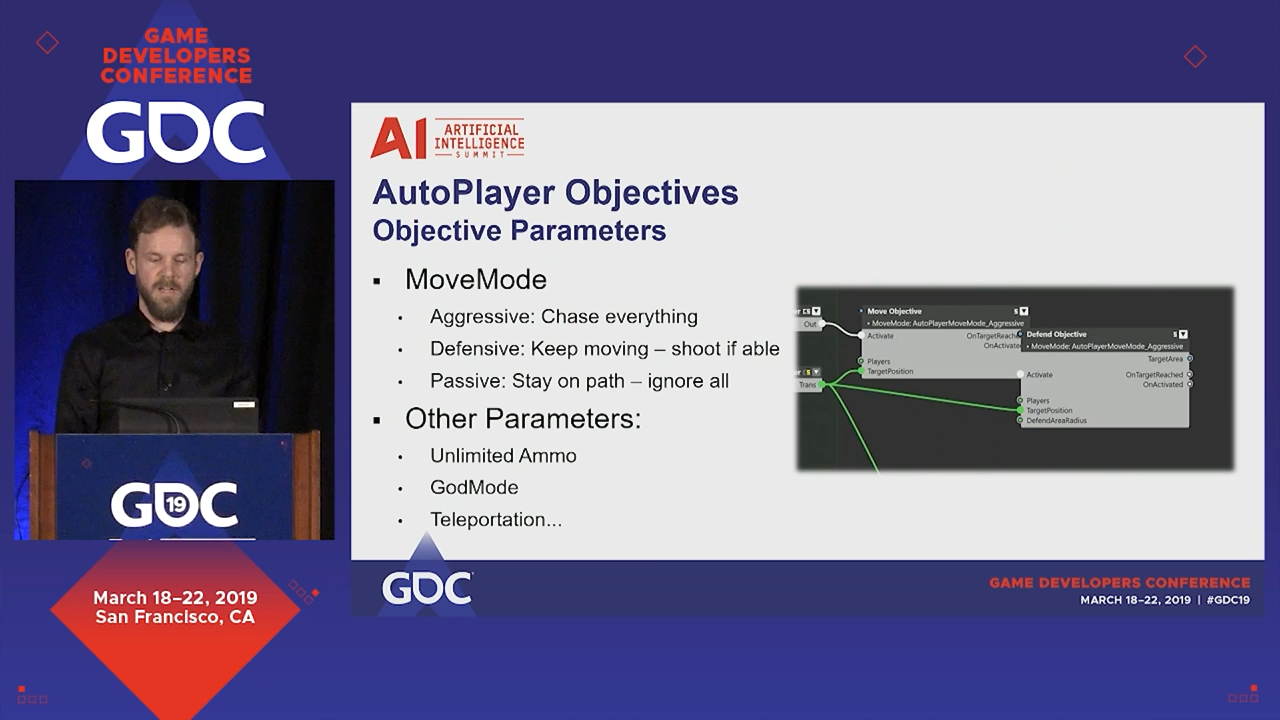 GAME
DEVELOPERS
CONFERENCE
GDC
AI ARTIFICIAL
INTELLIGENCE
SUMMIT
AutoPlayer Objectives
Objective Parameters
▪ MoveMode
• Aggressive: Chase everything
• Defensive: Keep moving – shoot if able
• Passive: Stay on path – ignore all
▪ Other Parameters:
• Unlimited Ammo
• GodMode
• Teleportation...
Out
Trans
Move Objective
• MoveMode: AutoPlayerMoveMode_Aggressive
Activate
Players
TargetPosition
Defend Objective
• MoveMode: AutoPlayerMoveMode_Aggressive
TargetArea
Activate OnTargetReached
OnActivated
Players
TargetPosition
DefendAreaRadius
GDC
GAME DEVELOPERS CONFERENCE
MARCH 18–22, 2019 | #GDC19
GDC 19
March 18–22, 2019
San Francisco, CA